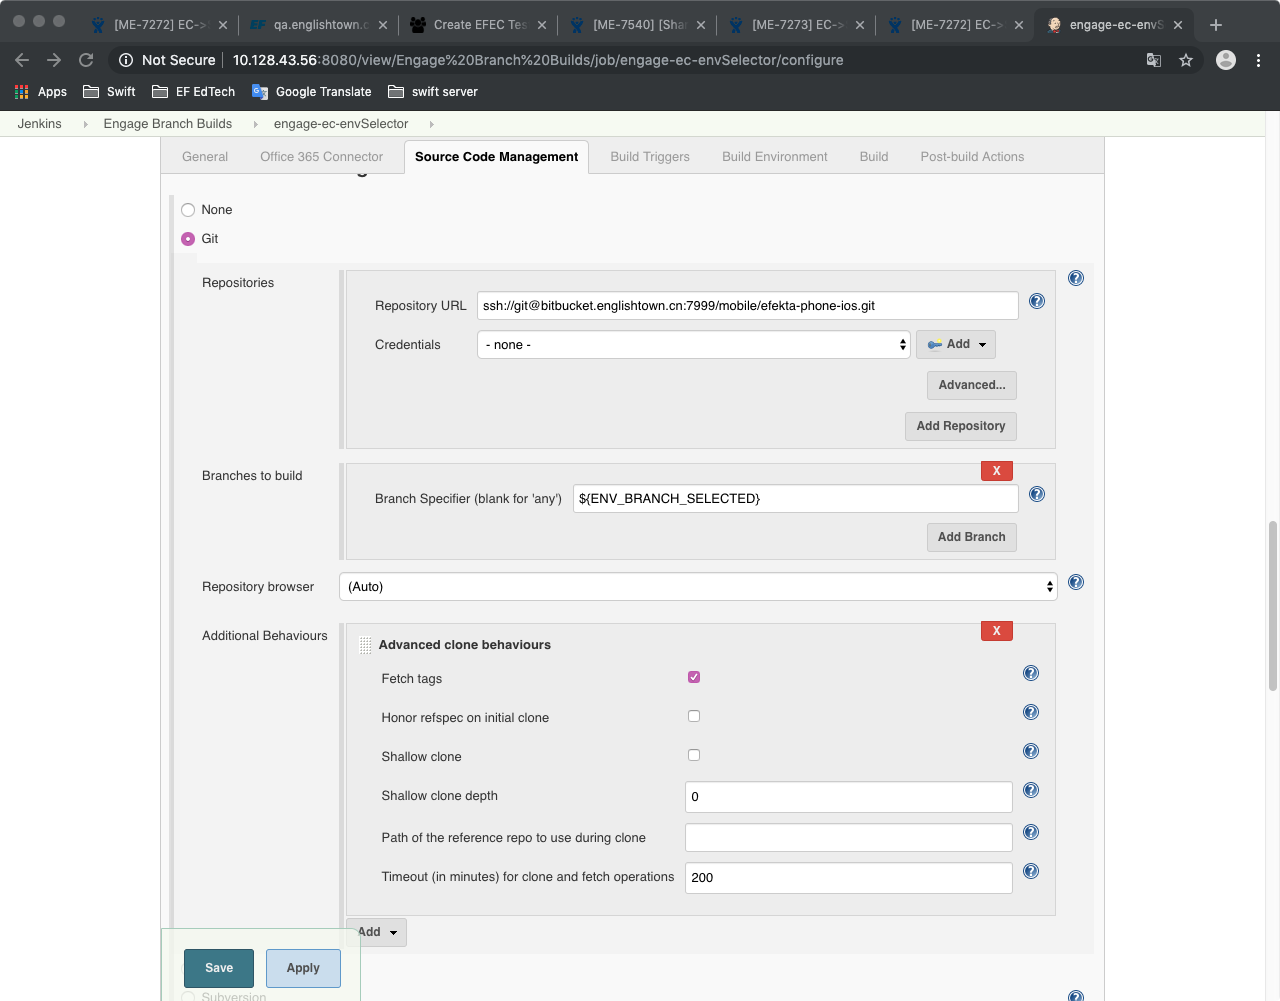 [ME-7272] EC->
qa.englishtown.c
Create EFEC Tes
[ME-7540] [Sha
[ME-7273] EC->
[ME-7272] EC->
engage-ec-envS
Not Secure | 10.128.43.56:8080/view/Engage%20Branch%20Builds/job/engage-ec-envSelector/configure
Apps Swift EF EdTech Google Translate swift server
Jenkins Engage Branch Builds engage-ec-envSelector
General Office 365 Connector Source Code Management Build Triggers Build Environment Build Post-build Actions
None
Git
Repositories
Repository URL ssh://git@bitbucket.englishtown.cn:7999/mobile/efekta-phone-ios.git
Credentials - none - Add
Advanced...
Add Repository
Branches to build
X
Branch Specifier (blank for 'any') ${ENV_BRANCH_SELECTED}
Add Branch
Repository browser (Auto)
Additional Behaviours
X
Advanced clone behaviours
Fetch tags
Honor refspec on initial clone
Shallow clone
Shallow clone depth 0
Path of the reference repo to use during clone
Timeout (in minutes) for clone and fetch operations 200
Add
Save Apply
Subversion